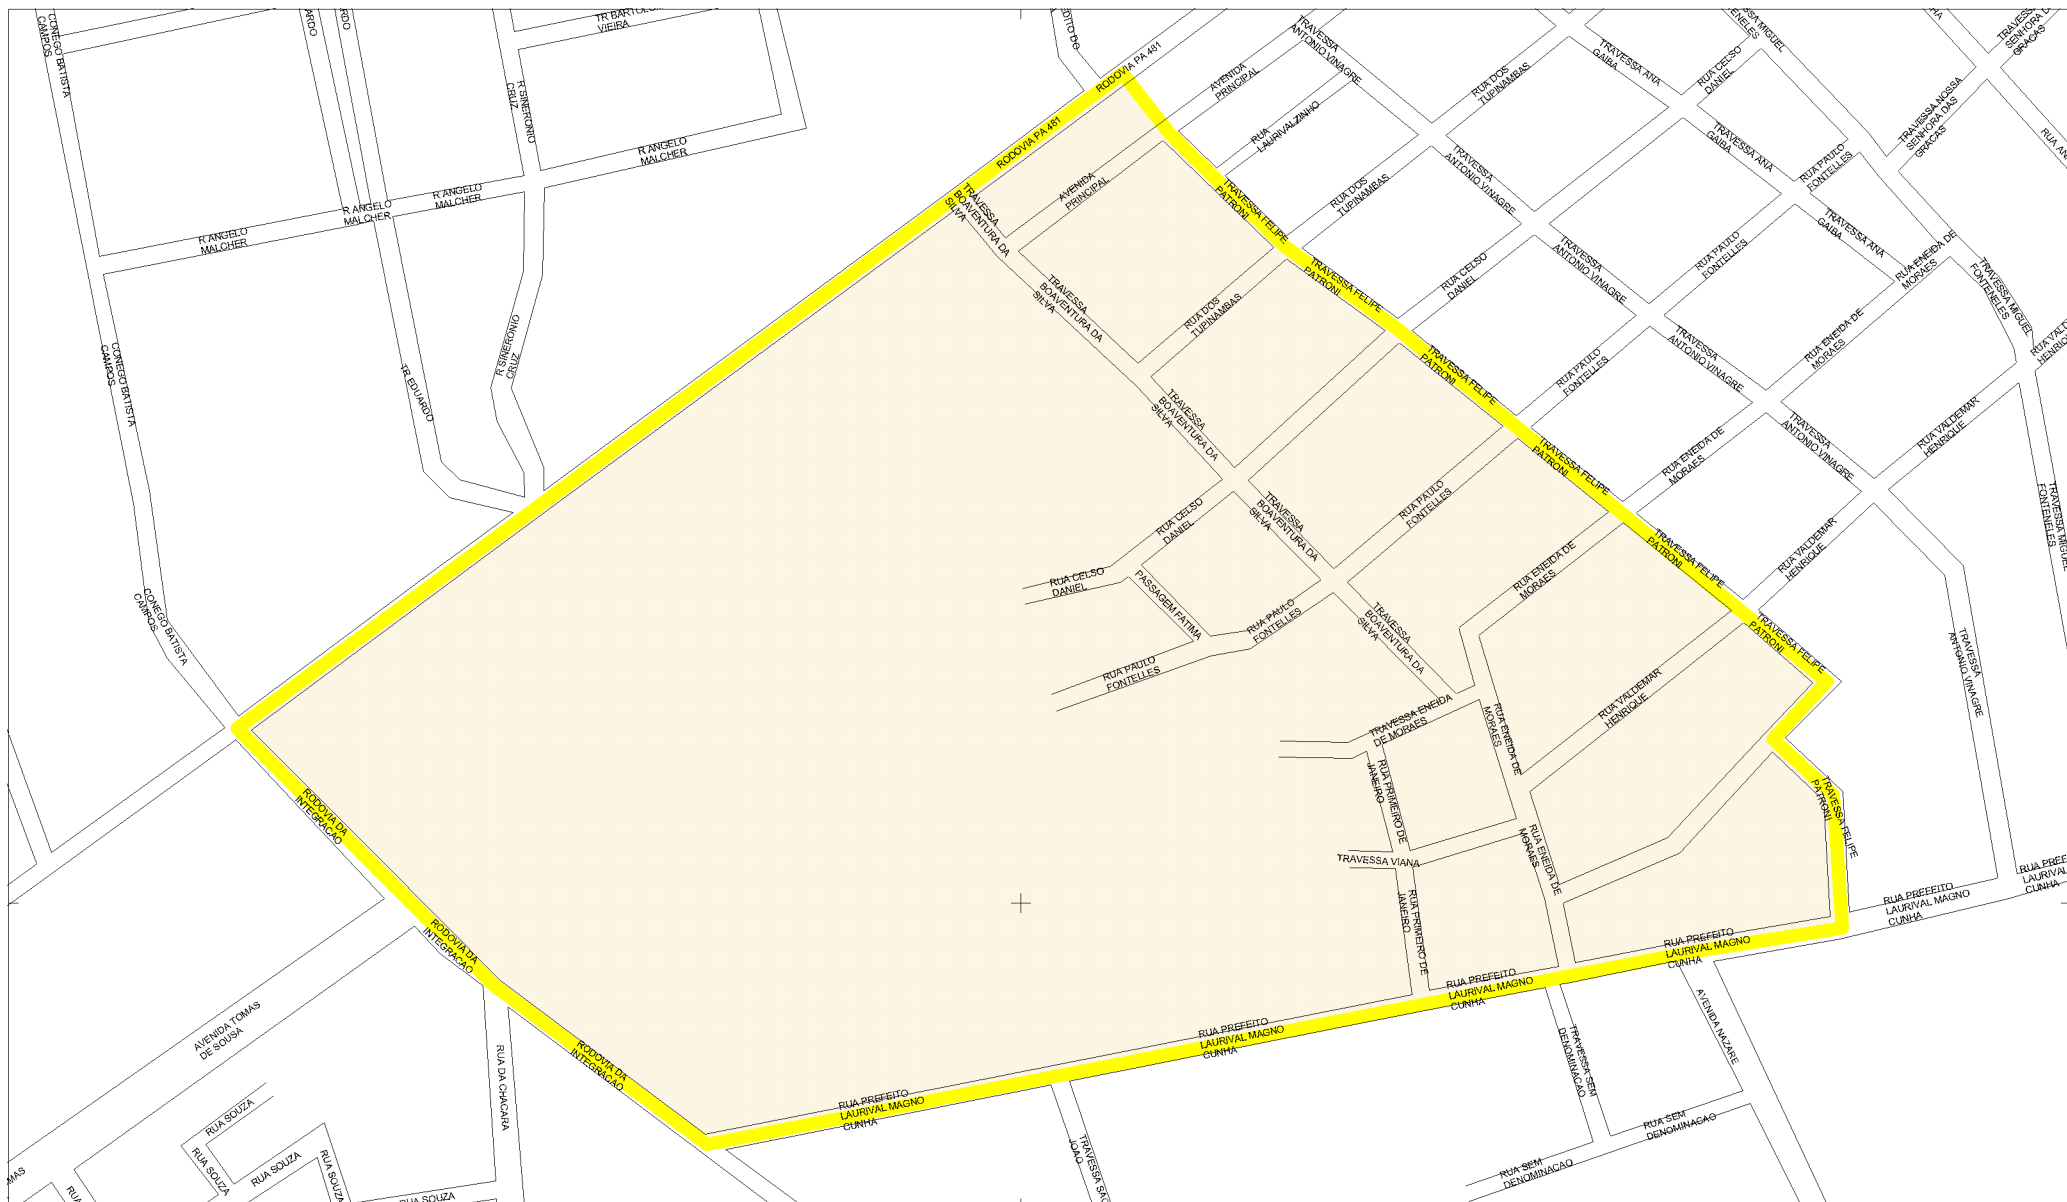 CONEGO BATISTA
CAMPOS
TR BARTOLOM
VIEIRA
R SINERONIO
CRUZ
R ANGELO
MALCHER
R ANGELO
MALCHER
R ANGELO
MALCHER
R ANGELO
MALCHER
CONEGO BATISTA
CAMPOS
TR EDUARDO
R SINERONIO
CRUZ
CONEGO BATISTA
CAMPOS
RODOVIA PA 481
RODOVIA PA 481
AVENIDA
PRINCIPAL
AVENIDA
PRINCIPAL
TRAVESSA
ANTONIO VINAGRE
RUA
LAURIVALZINHO
RUA DOS
TUPINAMBAS
TRAVESSA ANA
GAIBA
RUA CELSO
DANIEL
TRAVESSA MIGUEL
FONTENELES
TRAVESSA NOSSA
SENHORA DAS
GRACAS
TRAVESSA
SENHORA D
GRACAS
TRAVESSA
BOAVENTURA DA
SILVA
TRAVESSA FELIPE
PATRONI
RUA DOS
TUPINAMBAS
TRAVESSA
ANTONIO VINAGRE
TRAVESSA ANA
GAIBA
RUA PAULO
FONTELLES
TRAVESSA ANA
GAIBA
RUA ENEIDA DE
MORAES
TRAVESSA MIGUEL
FONTENELES
TRAVESSA
BOAVENTURA DA
SILVA
RUA DOS
TUPINAMBAS
TRAVESSA FELIPE
PATRONI
RUA CELSO
DANIEL
TRAVESSA
ANTONIO VINAGRE
RUA PAULO
FONTELLES
RUA ENEIDA DE
MORAES
TRAVESSA
BOAVENTURA DA
SILVA
TRAVESSA FELIPE
PATRONI
RUA PAULO
FONTELLES
TRAVESSA
ANTONIO VINAGRE
RUA VALDEMAR
HENRIQUE
TRAVESSA
BOAVENTURA DA
SILVA
RUA PAULO
FONTELLES
TRAVESSA FELIPE
PATRONI
RUA ENEIDA DE
MORAES
TRAVESSA
ANTONIO VINAGRE
TRAVESSA MIGUEL
FONTENELES
RUA CELSO
DANIEL
RUA CELSO
DANIEL
PASSAGEM FATIMA
RUA PAULO
FONTELLES
RUA PAULO
FONTELLES
TRAVESSA
BOAVENTURA DA
SILVA
RUA ENEIDA DE
MORAES
TRAVESSA FELIPE
PATRONI
RUA VALDEMAR
HENRIQUE
TRAVESSA FELIPE
PATRONI
TRAVESSA
ANTONIO VINAGRE
TRAVESSA ENEIDA
DE MORAES
RUA ENEIDA DE
MORAES
RUA VALDEMAR
HENRIQUE
RUA PRIMEIRO DE
JANEIRO
TRAVESSA VIANA
RUA ENEIDA DE
MORAES
TRAVESSA FELIPE
PATRONI
RUA PRIMEIRO DE
JANEIRO
RODOVIA DA
INTEGRACAO
RODOVIA DA
INTEGRACAO
RODOVIA DA
INTEGRACAO
RUA PREFEITO
LAURIVAL MAGNO
CUNHA
RUA PREFEITO
LAURIVAL MAGNO
CUNHA
RUA PREFEITO
LAURIVAL MAGNO
CUNHA
RUA PREFEITO
LAURIVAL MAGNO
CUNHA
RUA PREFEITO
LAURIVAL MAGNO
CUNHA
RUA PREF
LAURIVAL
CUNHA
AVENIDA TOMAS
DE SOUSA
RUA DA CHACARA
RUA SOUZA
RUA SOUZA
RUA SOUZA
RUA SOUZA
RUA SOUZA
TRAVESSA SAO
JOAO
TRAVESSA SEM
DENOMINACAO
AVENIDA NAZARE
RUA SEM
DENOMINACAO
RUA SEM
DENOMINACAO